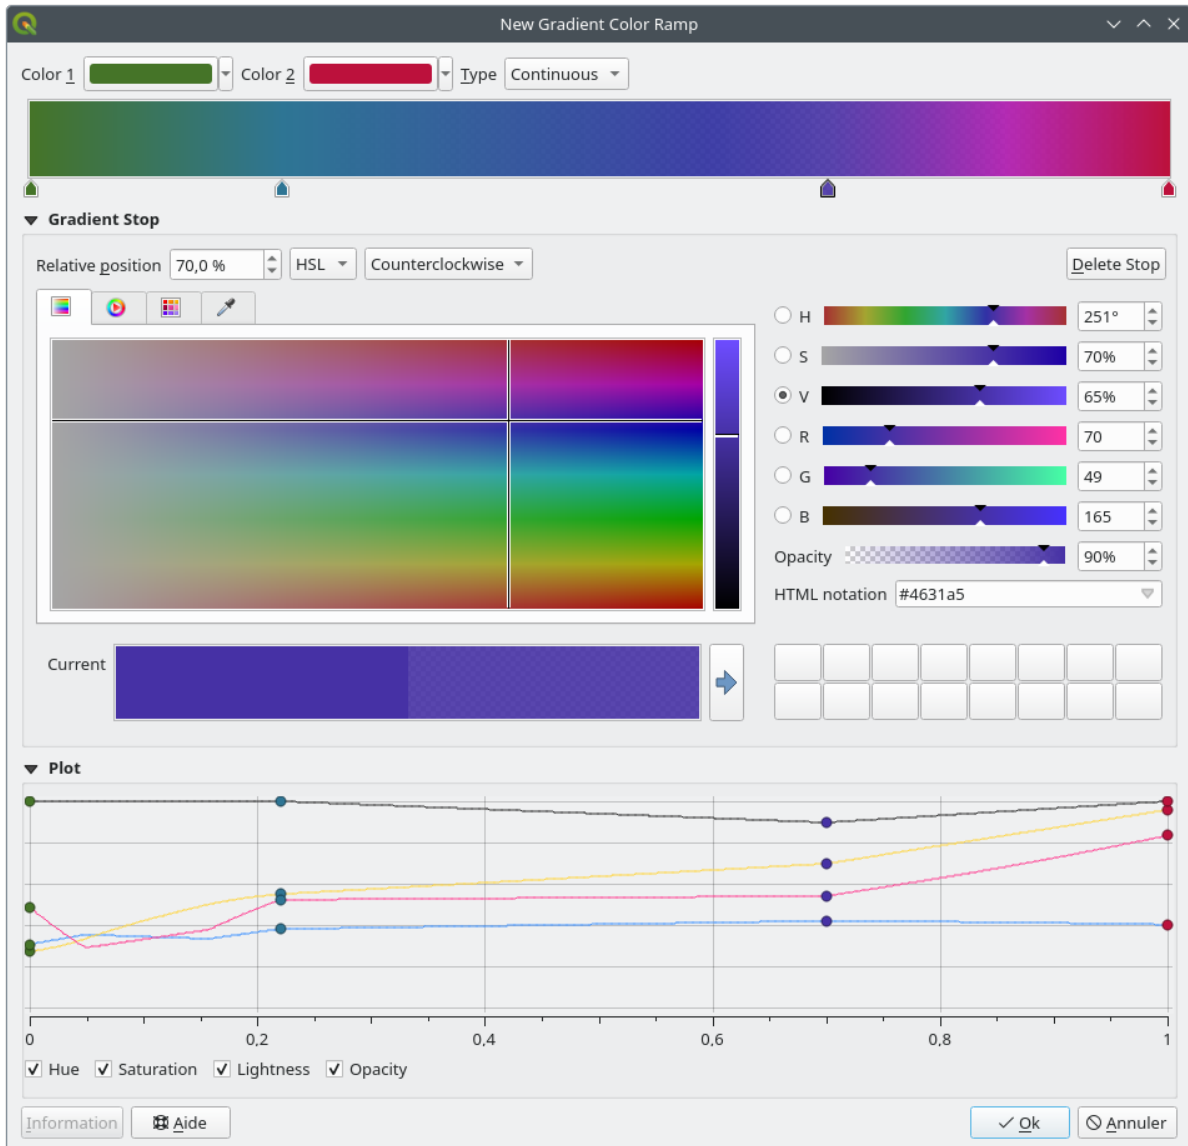 New Gradient Color Ramp
Color 1 Color 2 Type Continuous
Gradient Stop
Relative position 70,0 % HSL Counterclockwise Delete Stop
H 251°
S 70%
V 65%
R 70
G 49
B 165
Opacity 90%
HTML notation #4631a5
Current
Plot
0 0,2 0,4 0,6 0,8 1
Hue Saturation Lightness Opacity
Information Aide Ok Annuler